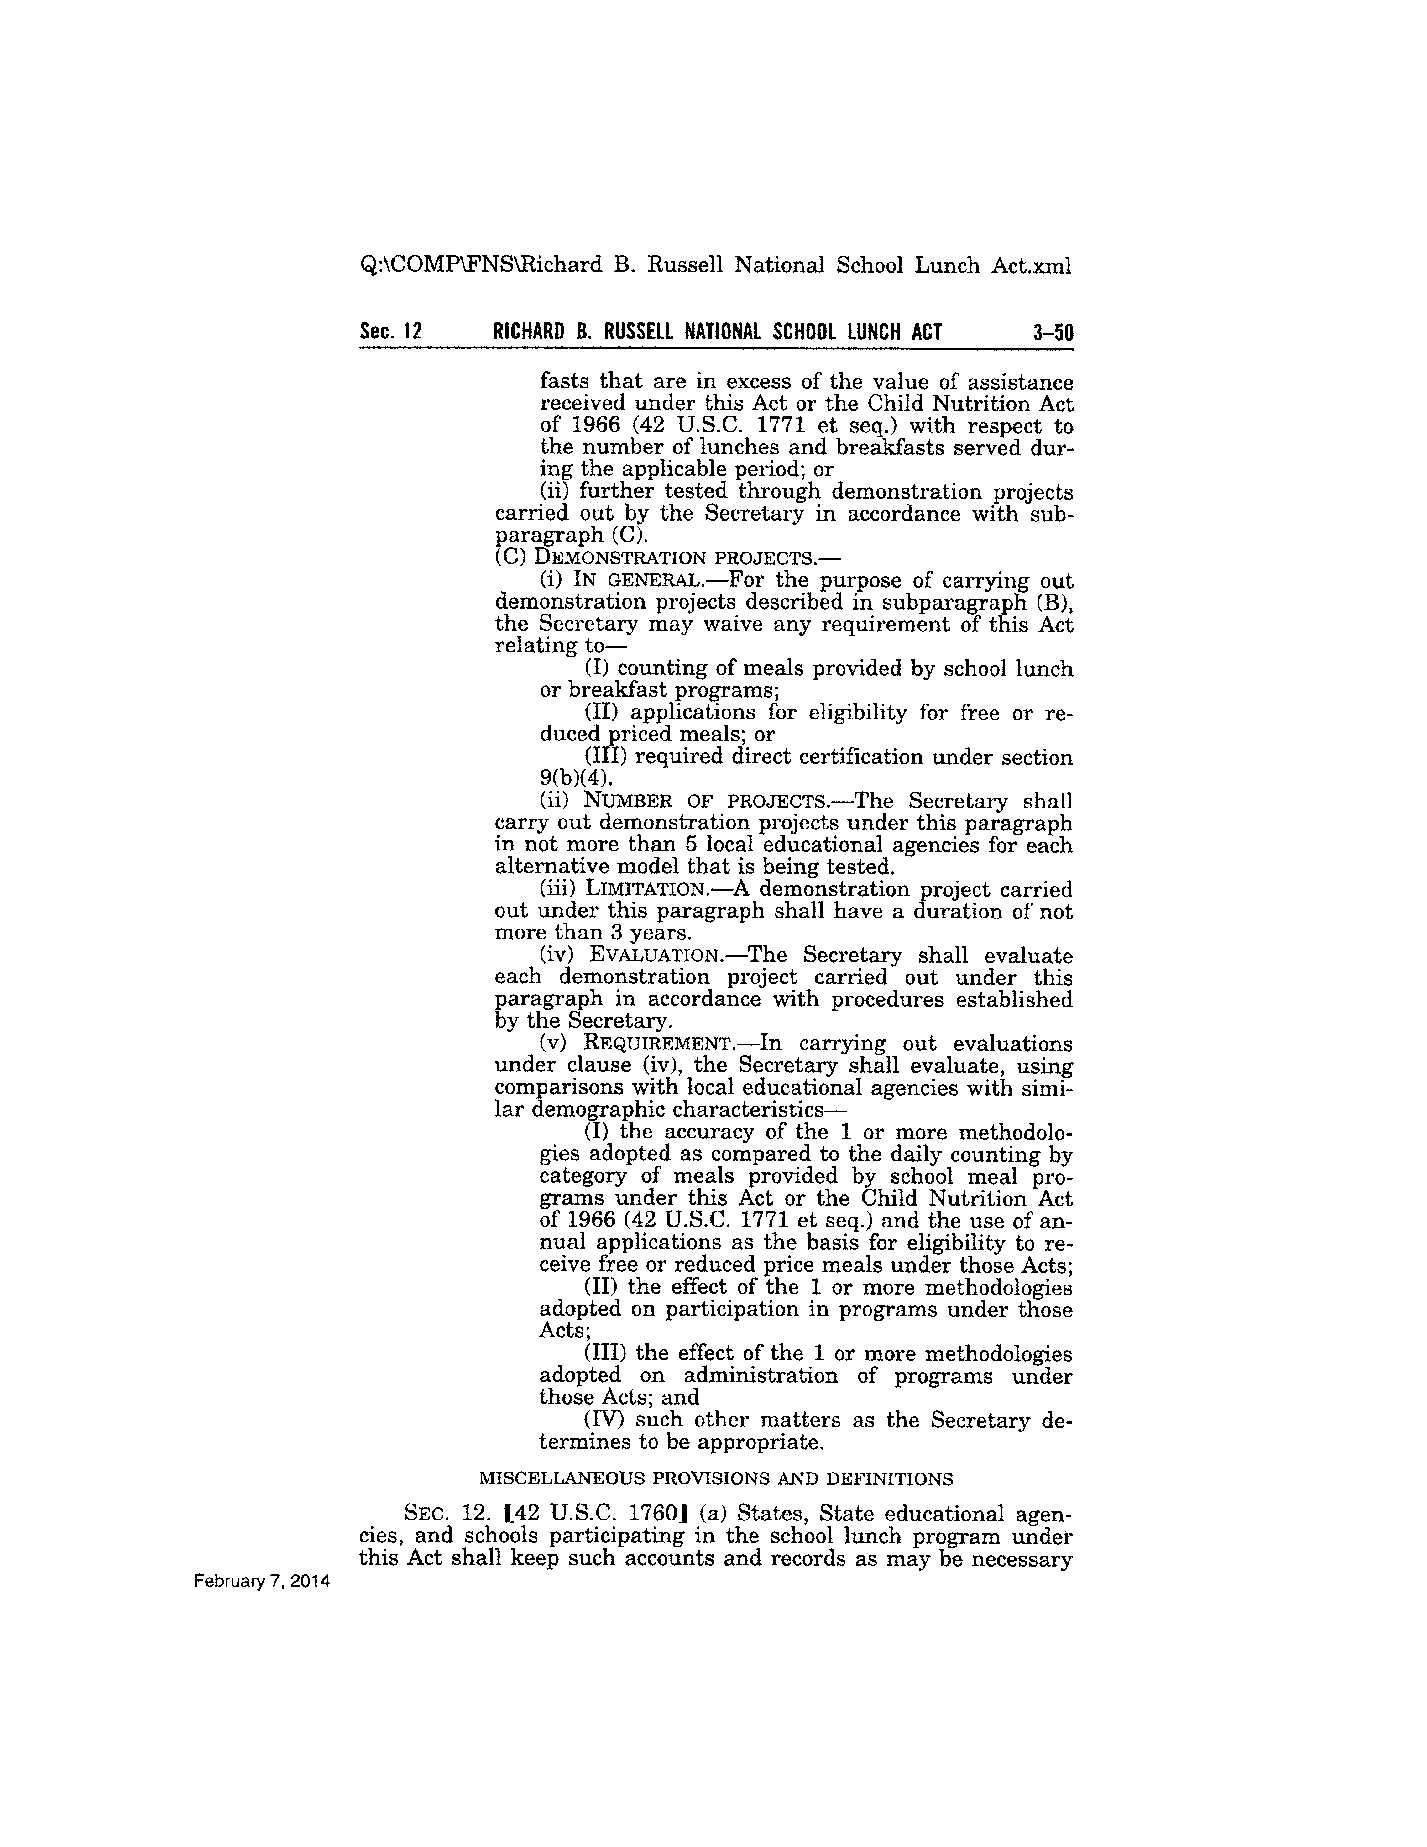 Q:\COMP\FNS\Richard B. Russell National School Lunch Act.xml
Sec. 12 RICHARD B. RUSSELL NATIONAL SCHOOL LUNCH ACT 3–50
fasts that are in excess of the value of assistance
received under this Act or the Child Nutrition Act
of 1966 (42 U.S.C. 1771 et seq.) with respect to
the number of lunches and breakfasts served dur-
ing the applicable period; or
(ii) further tested through demonstration projects
carried out by the Secretary in accordance with sub-
paragraph (C).
(C) DEMONSTRATION PROJECTS.—
(i) IN GENERAL.—For the purpose of carrying out
demonstration projects described in subparagraph (B),
the Secretary may waive any requirement of this Act
relating to—
(I) counting of meals provided by school lunch
or breakfast programs;
(II) applications for eligibility for free or re-
duced priced meals; or
(III) required direct certification under section
9(b)(4).
(ii) NUMBER OF PROJECTS.—The Secretary shall
carry out demonstration projects under this paragraph
in not more than 5 local educational agencies for each
alternative model that is being tested.
(iii) LIMITATION.—A demonstration project carried
out under this paragraph shall have a duration of not
more than 3 years.
(iv) EVALUATION.—The Secretary shall evaluate
each demonstration project carried out under this
paragraph in accordance with procedures established
by the Secretary.
(v) REQUIREMENT.—In carrying out evaluations
under clause (iv), the Secretary shall evaluate, using
comparisons with local educational agencies with simi-
lar demographic characteristics—
(I) the accuracy of the 1 or more methodolo-
gies adopted as compared to the daily counting by
category of meals provided by school meal pro-
grams under this Act or the Child Nutrition Act
of 1966 (42 U.S.C. 1771 et seq.) and the use of an-
nual applications as the basis for eligibility to re-
ceive free or reduced price meals under those Acts;
(II) the effect of the 1 or more methodologies
adopted on participation in programs under those
Acts;
(III) the effect of the 1 or more methodologies
adopted on administration of programs under
those Acts; and
(IV) such other matters as the Secretary de-
termines to be appropriate.
MISCELLANEOUS PROVISIONS AND DEFINITIONS
SEC. 12. [42 U.S.C. 1760] (a) States, State educational agen-
cies, and schools participating in the school lunch program under
this Act shall keep such accounts and records as may be necessary
February 7, 2014